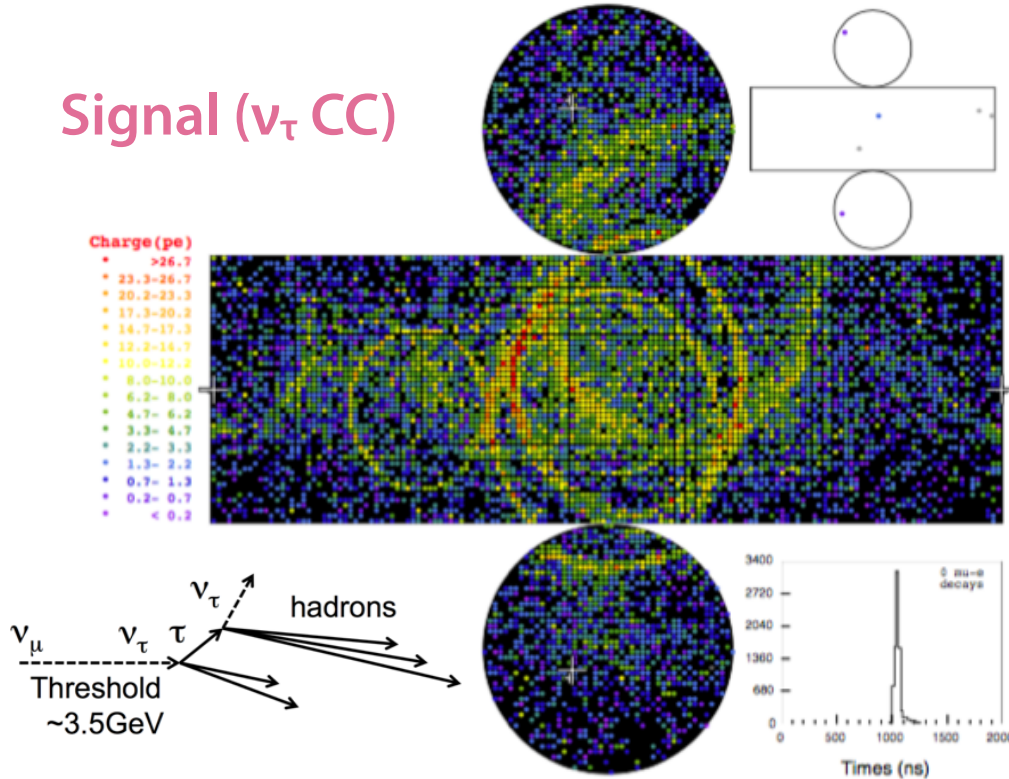 Signal (ντ CC)
Charge(pe)
>26.7
23.3-26.7
20.2-23.3
17.3-20.2
14.7-17.3
12.2-14.7
10.0-12.2
8.0-10.0
6.2- 8.0
4.7- 6.2
3.3- 4.7
2.2- 3.3
1.3- 2.2
0.7- 1.3
0.2- 0.7
< 0.2
ντ
hadrons
νμ ντ τ
Threshold
~3.5GeV
3400
2720
2040
1360
680
0
0 mu-e
decays
0 500 1000 1500 2000
Times (ns)